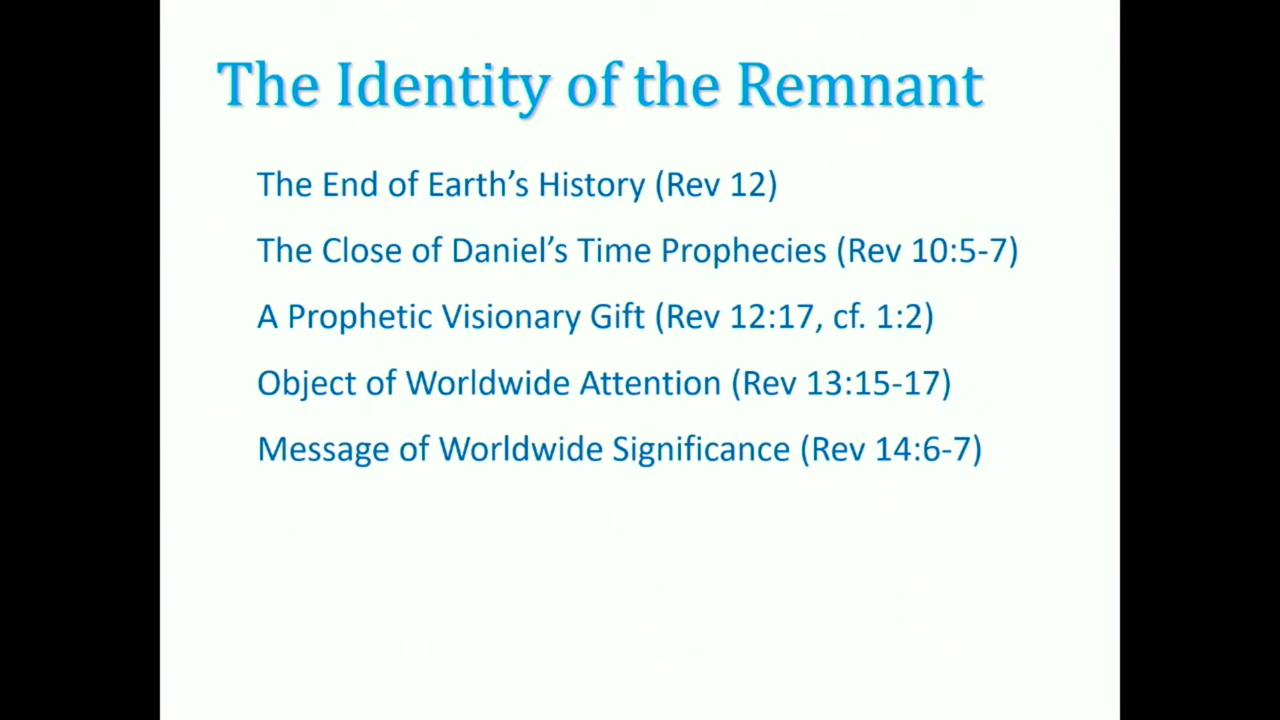 The Identity of the Remnant
The End of Earth’s History (Rev 12)
The Close of Daniel’s Time Prophecies (Rev 10:5-7)
A Prophetic Visionary Gift (Rev 12:17, cf. 1:2)
Object of Worldwide Attention (Rev 13:15-17)
Message of Worldwide Significance (Rev 14:6-7)